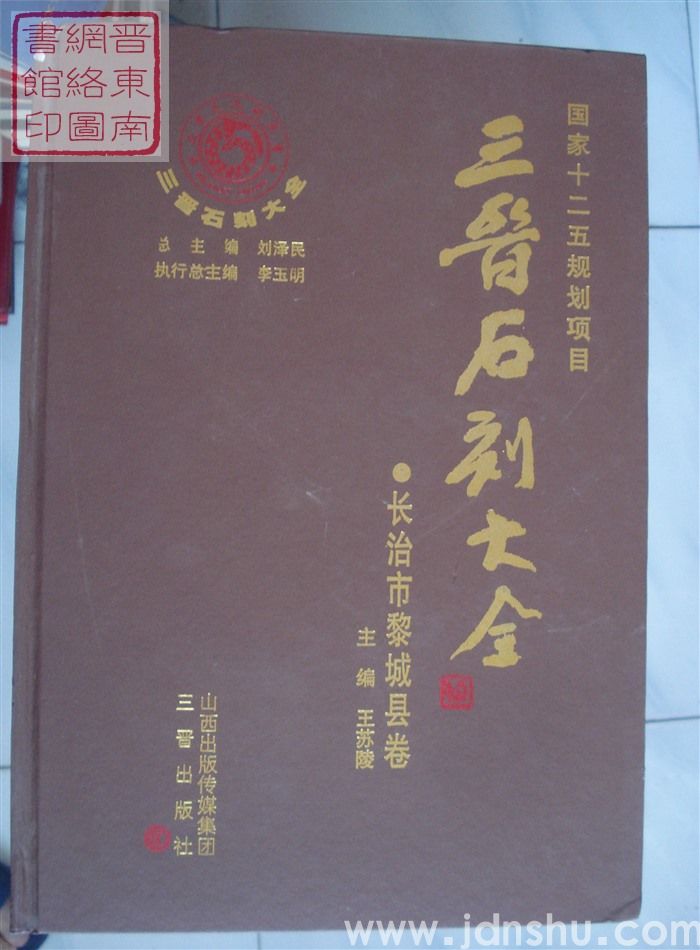 晋東南
網絡圖
書館印
国家十二五规划项目
三晋石刻大全
三晋石刻大全
总主编 刘泽民
执行总主编 李玉明
●长治市黎城县卷
主编 王苏陵
山西出版传媒集团
三晋出版社
www.jdnshu.com